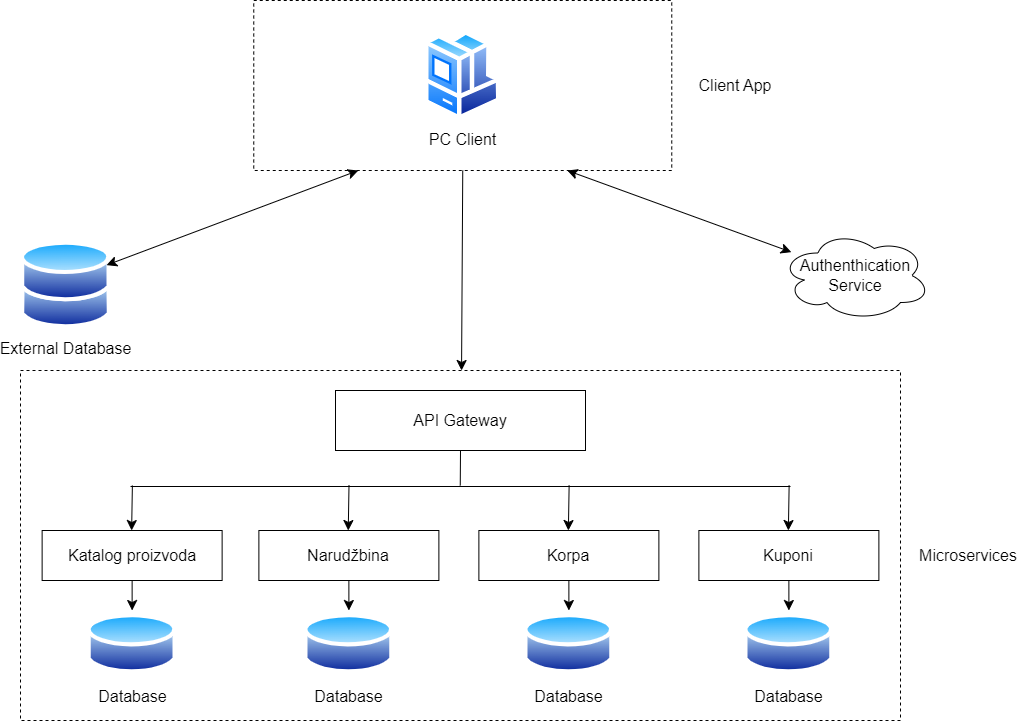 PC Client
Client App
Authenthication
Service
External Database
API Gateway
Katalog proizvoda
Narudžbina
Korpa
Kuponi
Microservices
Database
Database
Database
Database